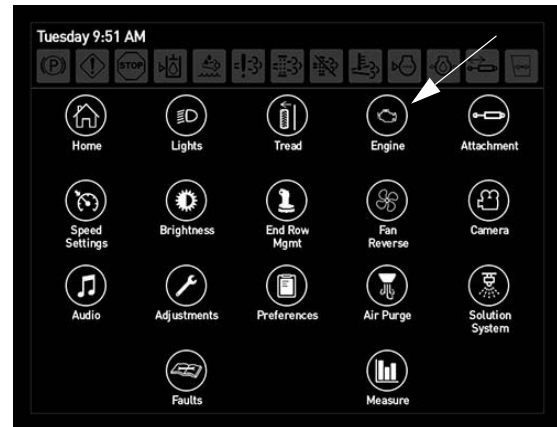 Tuesday 9:51 AM
(P) STOP
Home Lights Tread Engine Attachment
Speed Settings Brightness End Row Mgmt Fan Reverse Camera
Audio Adjustments Preferences Air Purge Solution System
Faults Measure